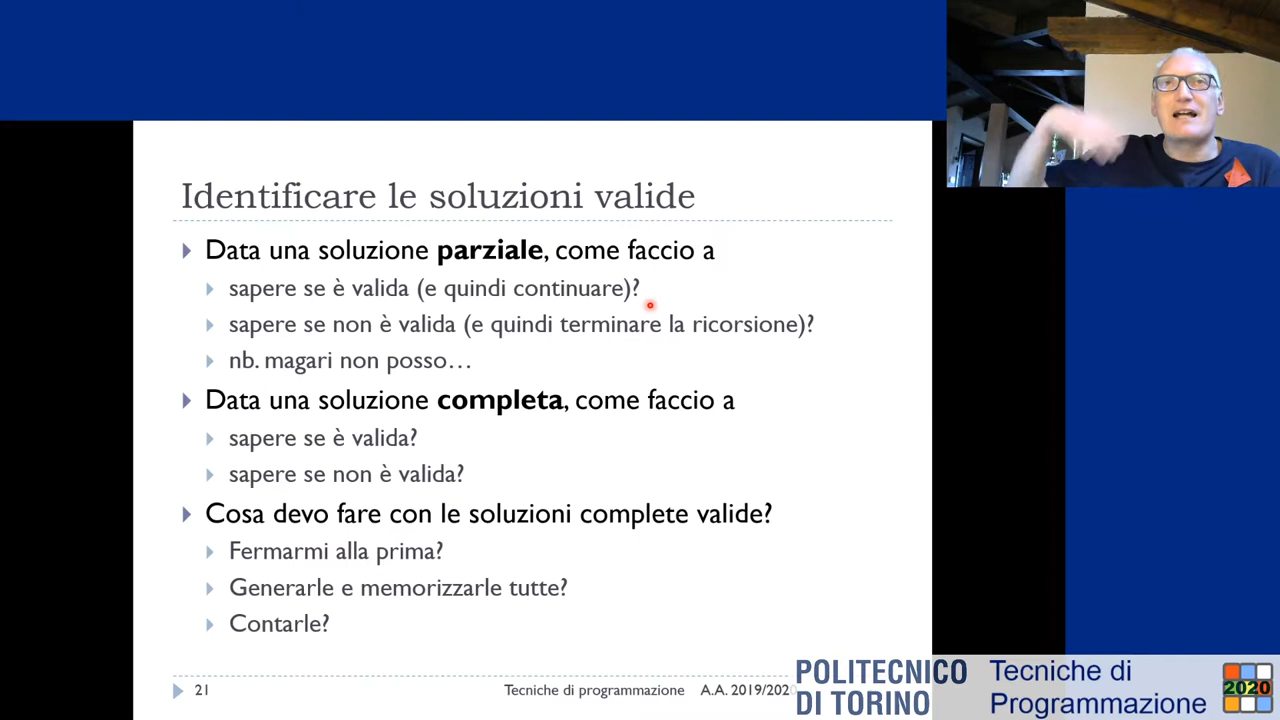 Identificare le soluzioni valide
Data una soluzione parziale, come faccio a
sapere se è valida (e quindi continuare)?
sapere se non è valida (e quindi terminare la ricorsione)?
nb. magari non posso…
Data una soluzione completa, come faccio a
sapere se è valida?
sapere se non è valida?
Cosa devo fare con le soluzioni complete valide?
Fermarmi alla prima?
Generarle e memorizzarle tutte?
Contarle?
21
Tecniche di programmazione A.A. 2019/2020
POLITECNICO
DI TORINO
Tecniche di
Programmazione
2020